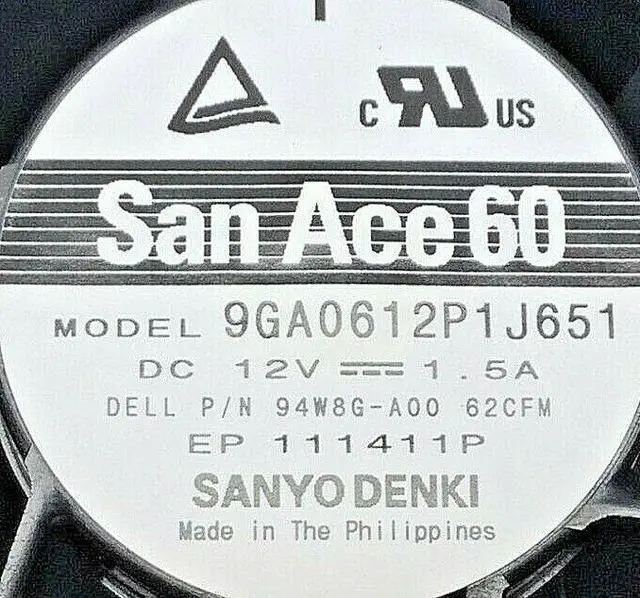 C RU US
San Ace 60
MODEL 9GA0612P1J651
DC 12V ⎓ 1.5A
DELL P/N 94W8G-A00 62CFM
EP 111411P
SANYO DENKI
Made in The Philippines